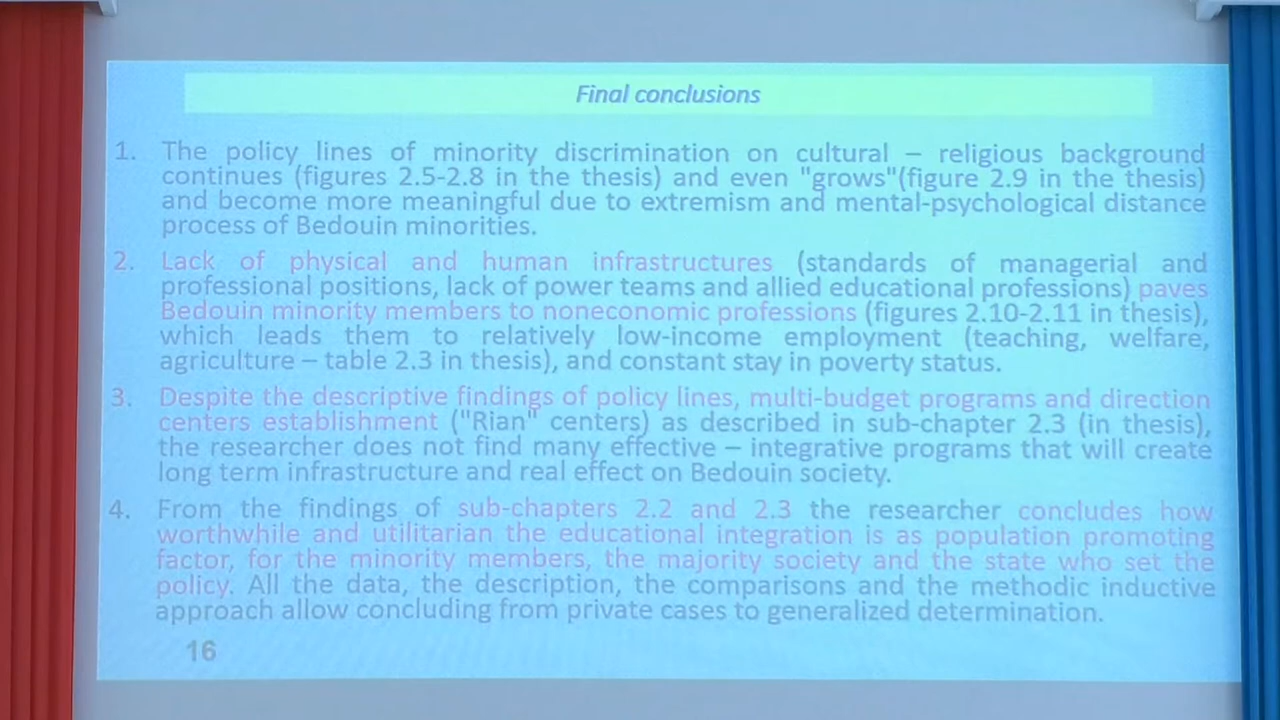 Final conclusions
1. The policy lines of minority discrimination on cultural – religious background
continues (figures 2.5-2.8 in the thesis) and even "grows"(figure 2.9 in the thesis)
and become more meaningful due to extremism and mental-psychological distance
process of Bedouin minorities.
2. Lack of physical and human infrastructures (standards of managerial and
professional positions, lack of power teams and allied educational professions) paves
Bedouin minority members to noneconomic professions (figures 2.10-2.11 in thesis),
which leads them to relatively low-income employment (teaching, welfare,
agriculture – table 2.3 in thesis), and constant stay in poverty status.
3. Despite the descriptive findings of policy lines, multi-budget programs and direction
centers establishment ("Rian" centers) as described in sub-chapter 2.3 (in thesis),
the researcher does not find many effective – integrative programs that will create
long term infrastructure and real effect on Bedouin society.
4. From the findings of sub-chapters 2.2 and 2.3 the researcher concludes how
worthwhile and utilitarian the educational integration is as population promoting
factor, for the minority members, the majority society and the state who set the
policy. All the data, the description, the comparisons and the methodic inductive
approach allow concluding from private cases to generalized determination.
16